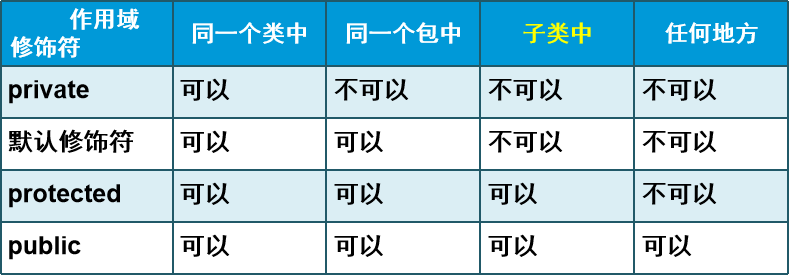 作用域
修饰符
同一个类中
同一个包中
子类中
任何地方
private
可以
不可以
不可以
不可以
默认修饰符
可以
可以
不可以
不可以
protected
可以
可以
可以
不可以
public
可以
可以
可以
可以